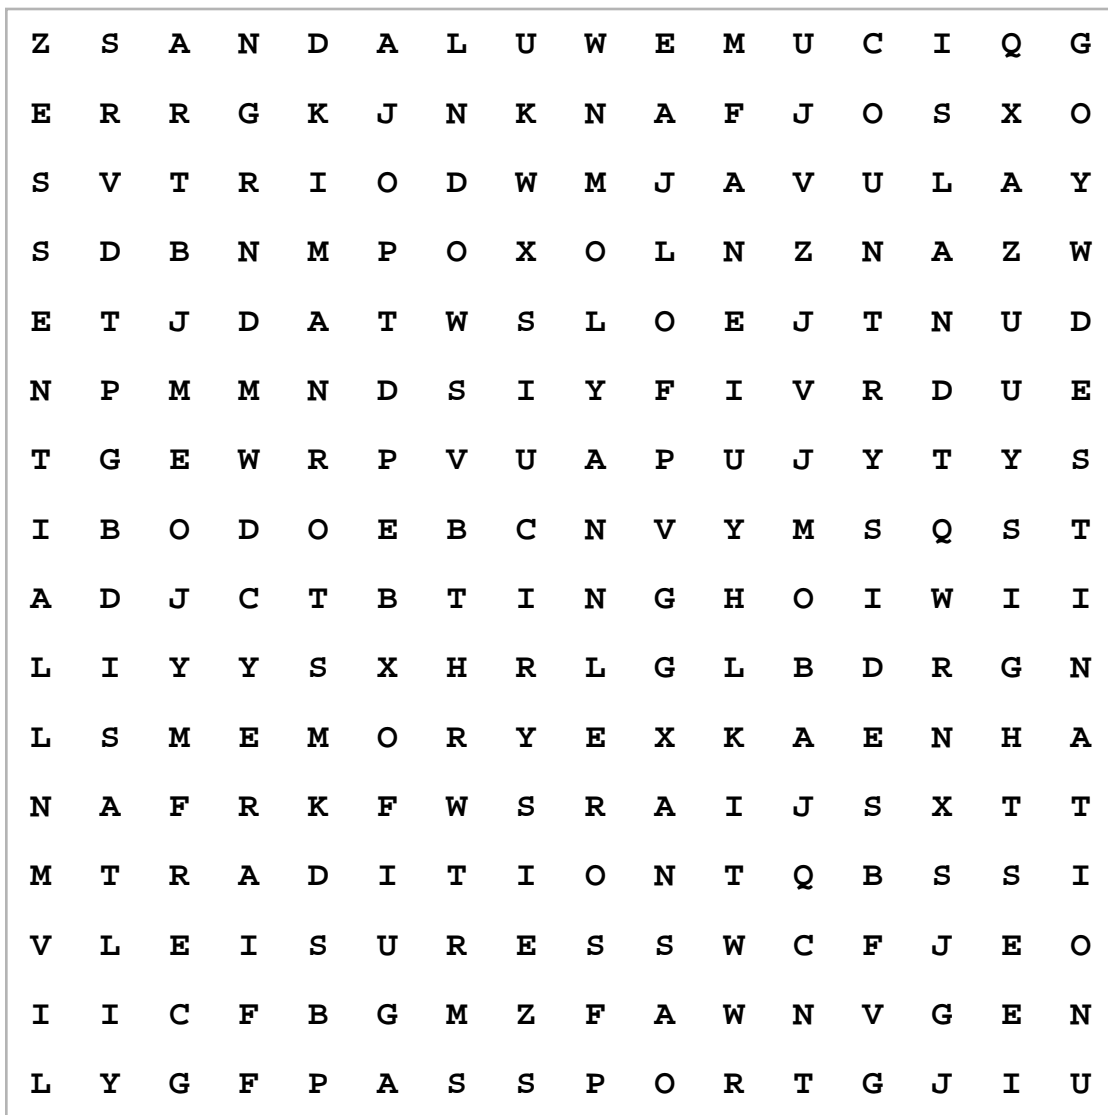 Z S A N D A L U W E M U C I Q G
E R R G K J N K N A F J O S X O
S V T R I O D W M J A V U L A Y
S D B N M P O X O L N Z N A Z W
E T J D A T W S L O E J T N U D
N P M M N D S I Y F I V R D U E
T G E W R P V U A P U J Y T Y S
I B O D O E B C N V Y M S Q S T
A D J C T B T I N G H O I W I I
L I Y Y S X H R L G L B D R G N
L S M E M O R Y E X K A E N H A
N A F R K F W S R A I J S X T T
M T R A D I T I O N T Q B S S I
V L E I S U R E S S W C F J E O
I I C F B G M Z F A W N V G E N
L Y G F P A S S P O R T G J I U